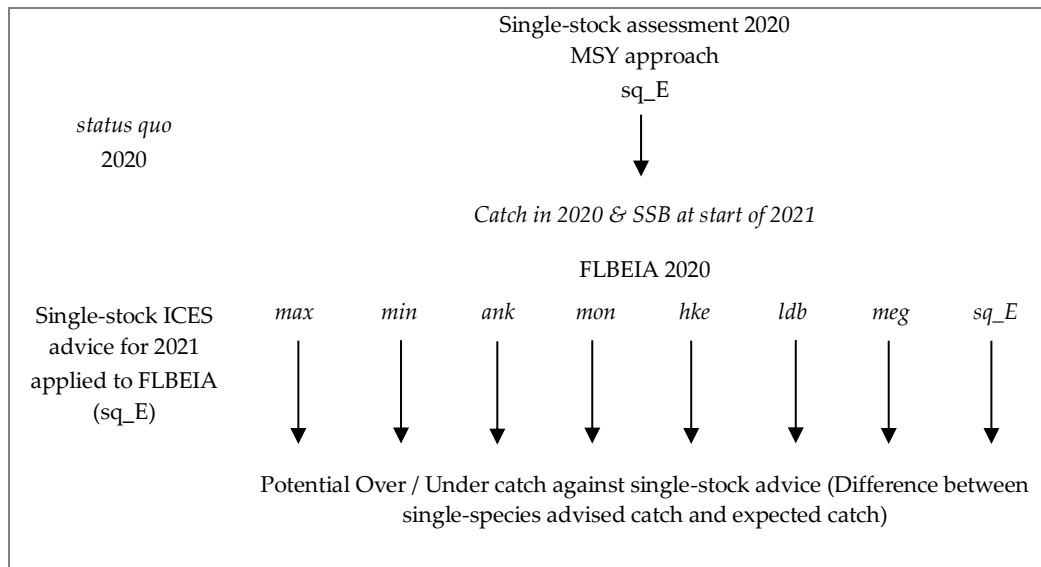 Single-stock assessment 2020
MSY approach
sq_E
status quo
2020
Catch in 2020 & SSB at start of 2021
FLBEIA 2020
Single-stock ICES
advice for 2021
applied to FLBEIA
(sq_E)
max min ank mon hke ldb meg sq_E
Potential Over / Under catch against single-stock advice (Difference between
single-species advised catch and expected catch)